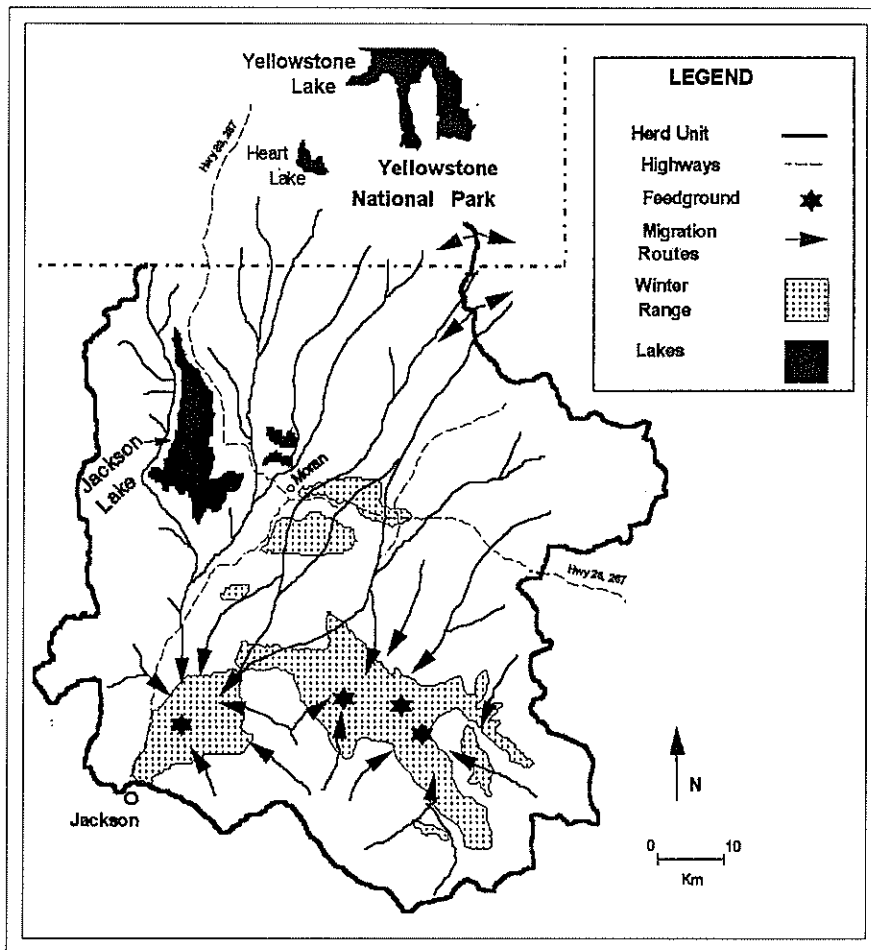 Yellowstone
Lake
Hwy 89, 287
Heart
Lake
Yellowstone
National Park
LEGEND
Herd Unit
Highways
Feedground
Migration
Routes
Winter
Range
Lakes
Jackson
Lake
Moran
Hwy 26, 287
Jackson
N
0 10
Km